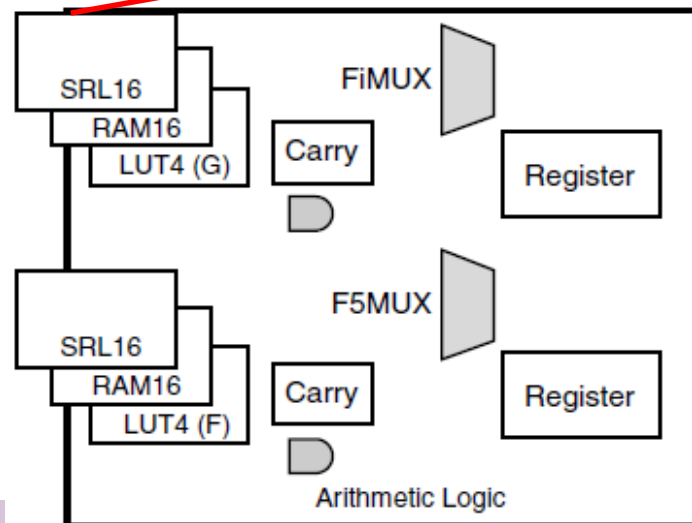 SRL16
RAM16
LUT4 (G)
FiMUX
Carry
Register
SRL16
RAM16
LUT4 (F)
F5MUX
Carry
Register
Arithmetic Logic